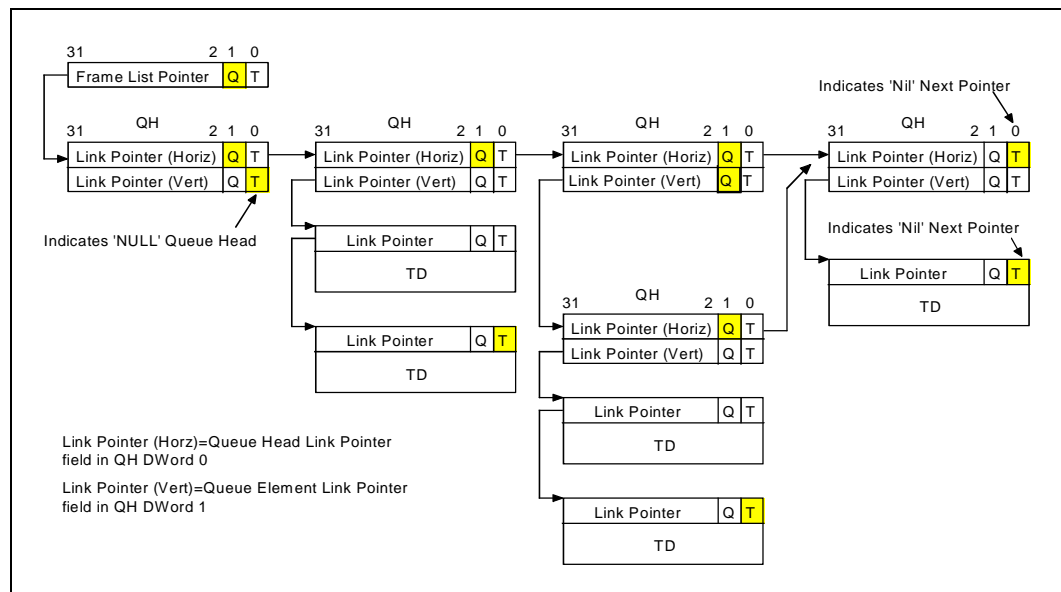 31 2 1 0
Frame List Pointer Q T
Indicates 'Nil' Next Pointer
31 QH 2 1 0
Link Pointer (Horiz) Q T
Link Pointer (Vert) Q T
Indicates 'NULL' Queue Head
31 QH 2 1 0
Link Pointer (Horiz) Q T
Link Pointer (Vert) Q T
Link Pointer Q T
TD
Link Pointer Q T
TD
31 QH 2 1 0
Link Pointer (Horiz) Q T
Link Pointer (Vert) Q T
31 QH 2 1 0
Link Pointer (Horiz) Q T
Link Pointer (Vert) Q T
Link Pointer Q T
TD
Link Pointer Q T
TD
31 QH 2 1 0
Link Pointer (Horiz) Q T
Link Pointer (Vert) Q T
Indicates 'Nil' Next Pointer
Link Pointer Q T
TD
Link Pointer (Horz)=Queue Head Link Pointer
field in QH DWord 0
Link Pointer (Vert)=Queue Element Link Pointer
field in QH DWord 1